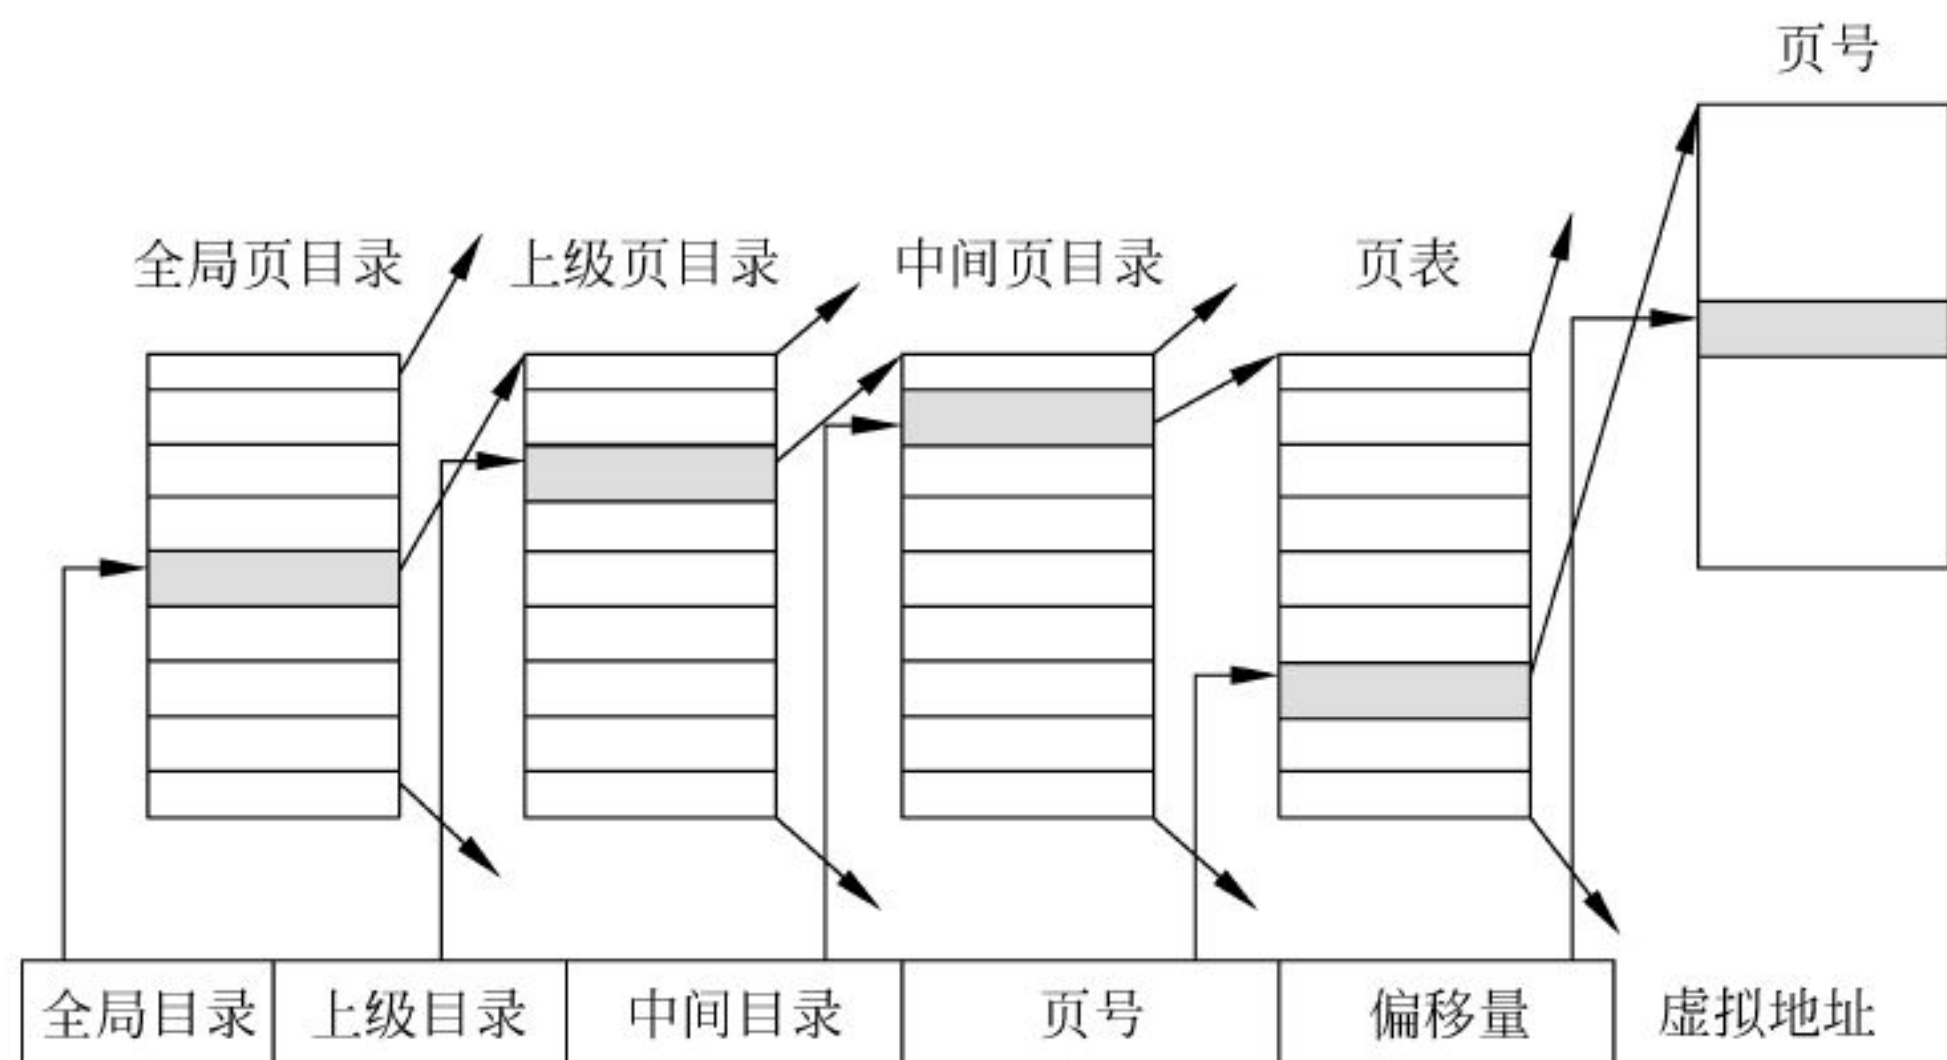 页号
全局页目录
上级页目录
中间页目录
页表
全局目录
上级目录
中间目录
页号
偏移量
虚拟地址